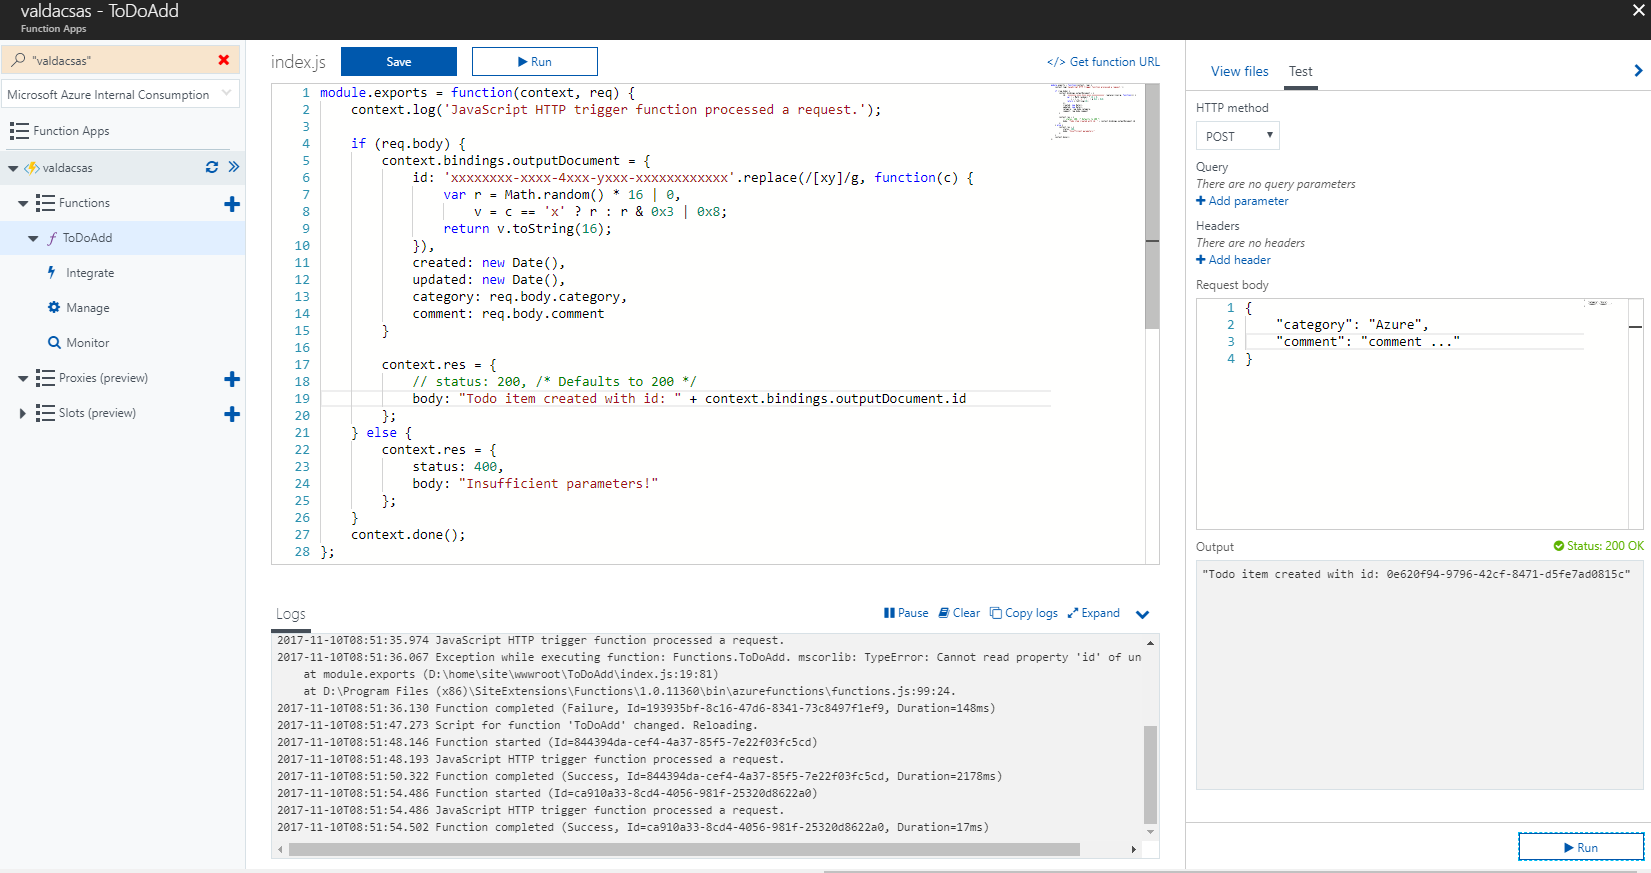 valdacsas - ToDoAdd
Function Apps
"valdacsas"
Microsoft Azure Internal Consumption
Function Apps
valdacsas
Functions
ToDoAdd
Integrate
Manage
Monitor
Proxies (preview)
Slots (preview)
index.js
Save
Run
</> Get function URL
1 module.exports = function(context, req) {
2 context.log('JavaScript HTTP trigger function processed a request.');
3
4 if (req.body) {
5 context.bindings.outputDocument = {
6 id: 'xxxxxxxx-xxxx-4xxx-yxxx-xxxxxxxxxxxx'.replace(/[xy]/g, function(c) {
7 var r = Math.random() * 16 | 0,
8 v = c == 'x' ? r : r & 0x3 | 0x8;
9 return v.toString(16);
10 }),
11 created: new Date(),
12 updated: new Date(),
13 category: req.body.category,
14 comment: req.body.comment
15 }
16
17 context.res = {
18 // status: 200, /* Defaults to 200 */
19 body: "Todo item created with id: " + context.bindings.outputDocument.id
20 };
21 } else {
22 context.res = {
23 status: 400,
24 body: "Insufficient parameters!"
25 };
26 }
27 context.done();
28 };
Logs
Pause Clear Copy logs Expand
2017-11-10T08:51:35.974 JavaScript HTTP trigger function processed a request.
2017-11-10T08:51:36.067 Exception while executing function: Functions.ToDoAdd. mscorlib: TypeError: Cannot read property 'id' of un
at module.exports (D:\home\site\wwwroot\ToDoAdd\index.js:19:81)
at D:\Program Files (x86)\SiteExtensions\Functions\1.0.11360\bin\azurefunctions\functions.js:99:24.
2017-11-10T08:51:36.130 Function completed (Failure, Id=193935bf-8c16-47d6-8341-73c8497f1ef9, Duration=148ms)
2017-11-10T08:51:47.273 Script for function 'ToDoAdd' changed. Reloading.
2017-11-10T08:51:48.146 Function started (Id=844394da-cef4-4a37-85f5-7e22f03fc5cd)
2017-11-10T08:51:48.193 JavaScript HTTP trigger function processed a request.
2017-11-10T08:51:50.322 Function completed (Success, Id=844394da-cef4-4a37-85f5-7e22f03fc5cd, Duration=2178ms)
2017-11-10T08:51:54.486 Function started (Id=ca910a33-8cd4-4056-981f-25320d8622a0)
2017-11-10T08:51:54.486 JavaScript HTTP trigger function processed a request.
2017-11-10T08:51:54.502 Function completed (Success, Id=ca910a33-8cd4-4056-981f-25320d8622a0, Duration=17ms)
View files
Test
HTTP method
POST
Query
There are no query parameters
Add parameter
Headers
There are no headers
Add header
Request body
1 {
2 "category": "Azure",
3 "comment": "comment ..."
4 }
Output
Status: 200 OK
"Todo item created with id: 0e620f94-9796-42cf-8471-d5fe7ad0815c"
Run